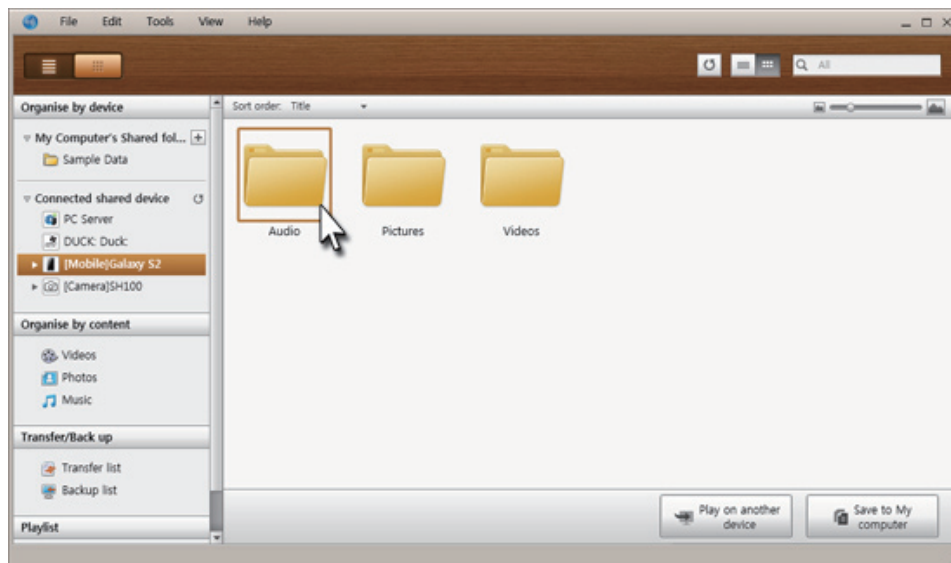 File Edit Tools View Help
All
Organise by device
Sort order: Title
My Computer's Shared fol...
Sample Data
Connected shared device
PC Server
DUCK: Duck:
[Mobile]Galaxy S2
[Camera]SH100
Audio Pictures Videos
Organise by content
Videos
Photos
Music
Transfer/Back up
Transfer list
Backup list
Playlist
Play on another
device
Save to My
computer